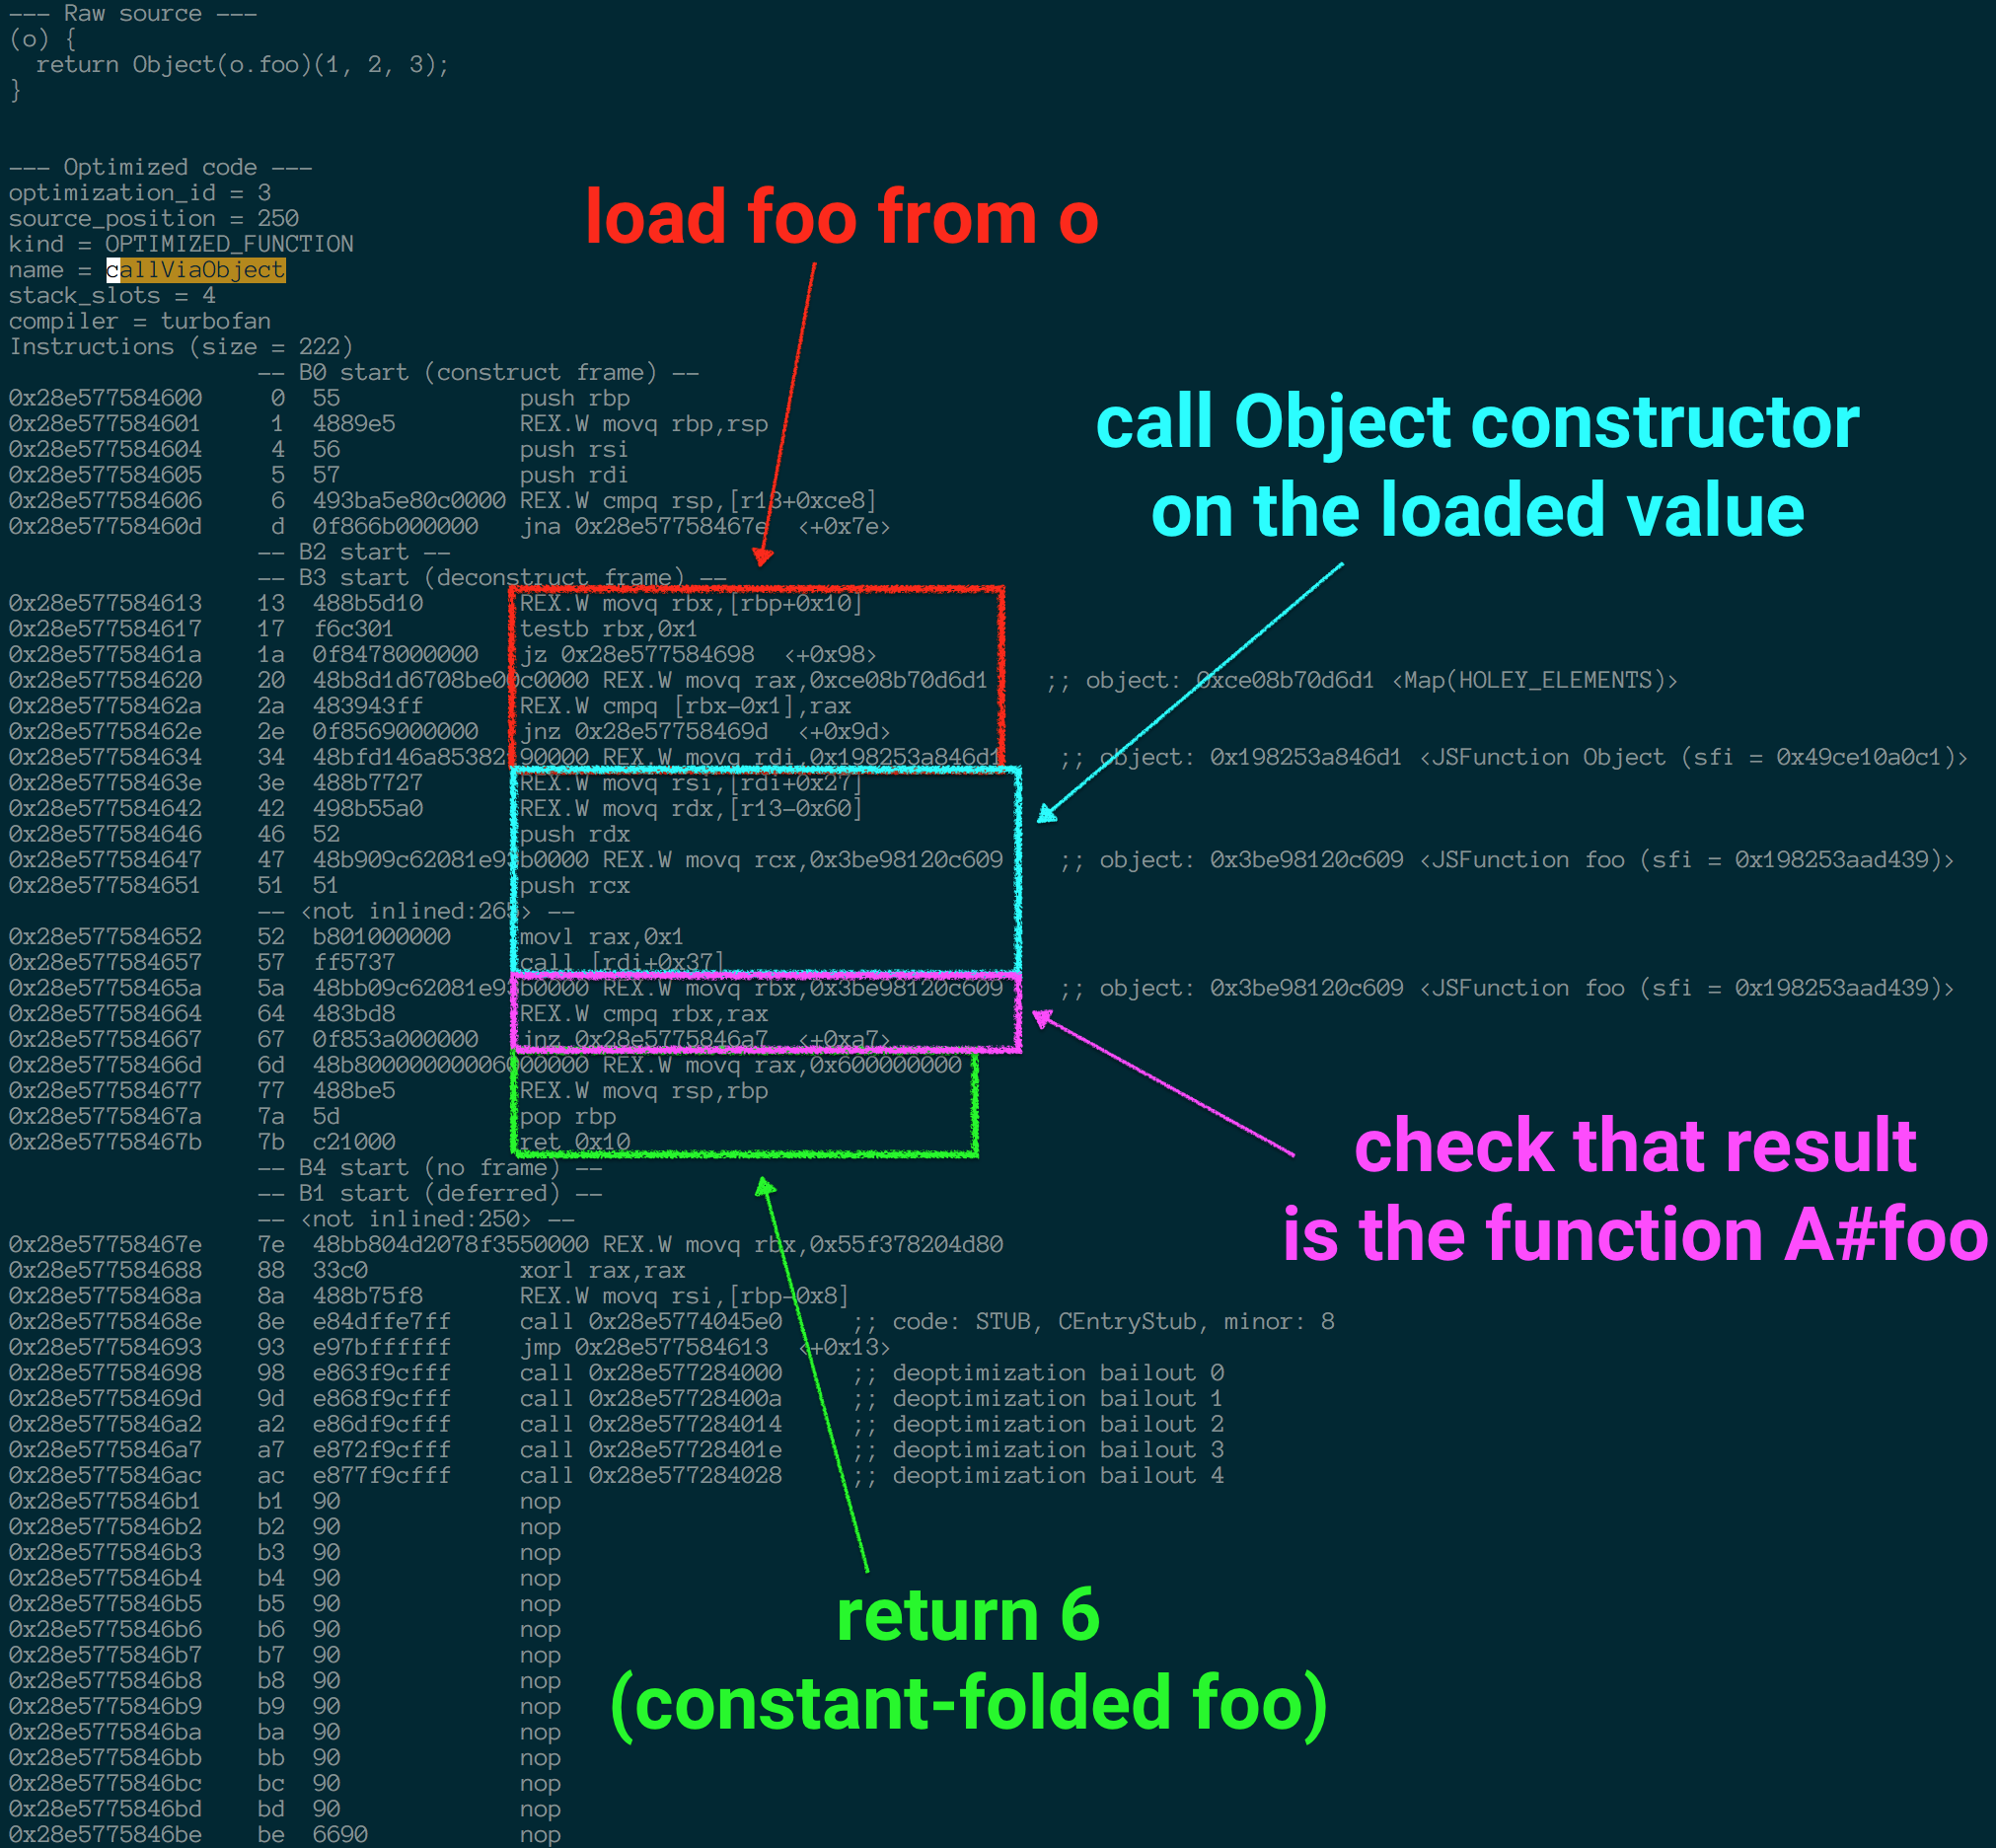 --- Raw source ---
(o) {
  return Object(o.foo)(1, 2, 3);
}
--- Optimized code ---
optimization_id = 3
source_position = 250
kind = OPTIMIZED_FUNCTION
name = callViaObject
stack_slots = 4
compiler = turbofan
Instructions (size = 222)
load foo from o
call Object constructor
on the loaded value
-- B0 start (construct frame) --
0x28e577584600     0  55             push rbp
0x28e577584601     1  4889e5         REX.W movq rbp,rsp
0x28e577584604     4  56             push rsi
0x28e577584605     5  57             push rdi
0x28e577584606     6  493ba5e80c0000 REX.W cmpq rsp,[r13+0xce8]
0x28e57758460d     d  0f866b000000   jna 0x28e57758467e  <+0x7e>
-- B2 start --
-- B3 start (deconstruct frame) --
0x28e577584613    13  488b5d10       REX.W movq rbx,[rbp+0x10]
0x28e577584617    17  f6c301         testb rbx,0x1
0x28e57758461a    1a  0f8478000000   jz 0x28e577584698  <+0x98>
0x28e577584620    20  48b8d1d6708be00c0000 REX.W movq rax,0xce08b70d6d1    ;; object: 0xce08b70d6d1 <Map(HOLEY_ELEMENTS)>
0x28e57758462a    2a  483943ff       REX.W cmpq [rbx-0x1],rax
0x28e57758462e    2e  0f8569000000   jnz 0x28e57758469d  <+0x9d>
0x28e577584634    34  48bfd146a85382190000 REX.W movq rdi,0x198253a846d1    ;; object: 0x198253a846d1 <JSFunction Object (sfi = 0x49ce10a0c1)>
0x28e57758463e    3e  488b7727       REX.W movq rsi,[rdi+0x27]
0x28e577584642    42  498b55a0       REX.W movq rdx,[r13-0x60]
0x28e577584646    46  52             push rdx
0x28e577584647    47  48b909c62081e93b0000 REX.W movq rcx,0x3be98120c609    ;; object: 0x3be98120c609 <JSFunction foo (sfi = 0x198253aad439)>
0x28e577584651    51  51             push rcx
-- <not inlined:265> --
0x28e577584652    52  b801000000     movl rax,0x1
0x28e577584657    57  ff5737         call [rdi+0x37]
0x28e57758465a    5a  48bb09c62081e93b0000 REX.W movq rbx,0x3be98120c609    ;; object: 0x3be98120c609 <JSFunction foo (sfi = 0x198253aad439)>
0x28e577584664    64  483bd8         REX.W cmpq rbx,rax
0x28e577584667    67  0f853a000000   jnz 0x28e5775846a7  <+0xa7>
0x28e57758466d    6d  48b80000000006000000 REX.W movq rax,0x600000000
0x28e577584677    77  488be5         REX.W movq rsp,rbp
0x28e57758467a    7a  5d             pop rbp
0x28e57758467b    7b  c21000         ret 0x10
check that result
is the function A#foo
-- B4 start (no frame) --
-- B1 start (deferred) --
-- <not inlined:250> --
0x28e57758467e    7e  48bb804d2078f3550000 REX.W movq rbx,0x55f378204d80
0x28e577584688    88  33c0           xorl rax,rax
0x28e57758468a    8a  488b75f8       REX.W movq rsi,[rbp-0x8]
0x28e57758468e    8e  e84dffe7ff     call 0x28e5774045e0     ;; code: STUB, CEntryStub, minor: 8
0x28e577584693    93  e97bffffff     jmp 0x28e577584613  <+0x13>
0x28e577584698    98  e863f9cfff     call 0x28e577284000     ;; deoptimization bailout 0
0x28e57758469d    9d  e868f9cfff     call 0x28e57728400a     ;; deoptimization bailout 1
0x28e5775846a2    a2  e86df9cfff     call 0x28e577284014     ;; deoptimization bailout 2
0x28e5775846a7    a7  e872f9cfff     call 0x28e57728401e     ;; deoptimization bailout 3
0x28e5775846ac    ac  e877f9cfff     call 0x28e577284028     ;; deoptimization bailout 4
0x28e5775846b1    b1  90             nop
0x28e5775846b2    b2  90             nop
0x28e5775846b3    b3  90             nop
0x28e5775846b4    b4  90             nop
0x28e5775846b5    b5  90             nop
0x28e5775846b6    b6  90             nop
0x28e5775846b7    b7  90             nop
0x28e5775846b8    b8  90             nop
0x28e5775846b9    b9  90             nop
0x28e5775846ba    ba  90             nop
0x28e5775846bb    bb  90             nop
0x28e5775846bc    bc  90             nop
0x28e5775846bd    bd  90             nop
0x28e5775846be    be  6690           nop
return 6
(constant-folded foo)